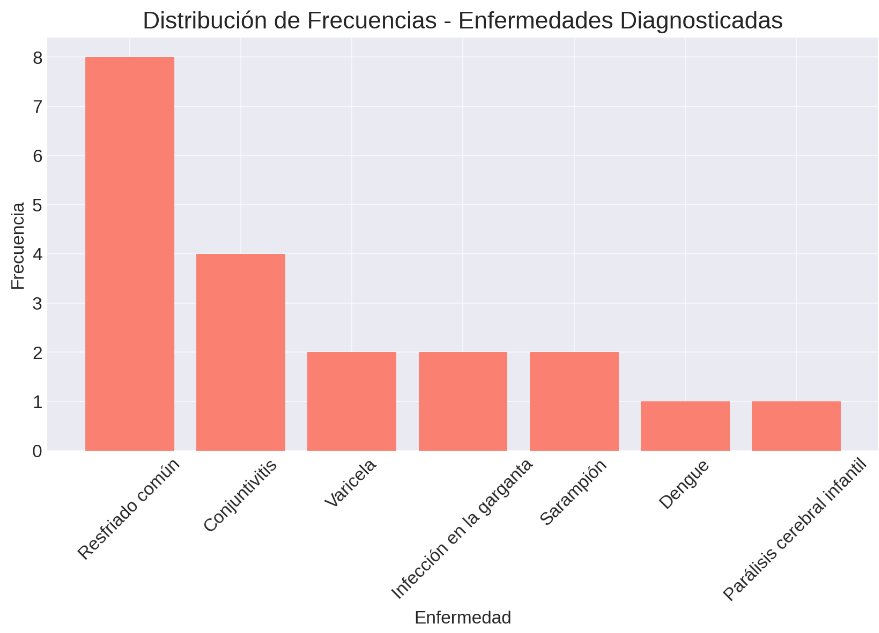 Distribución de Frecuencias - Enfermedades Diagnosticadas
Frecuencia
8
7
6
5
4
3
2
1
0
Resfriado común
Conjuntivitis
Varicela
Infección en la garganta
Sarampión
Dengue
Parálisis cerebral infantil
Enfermedad